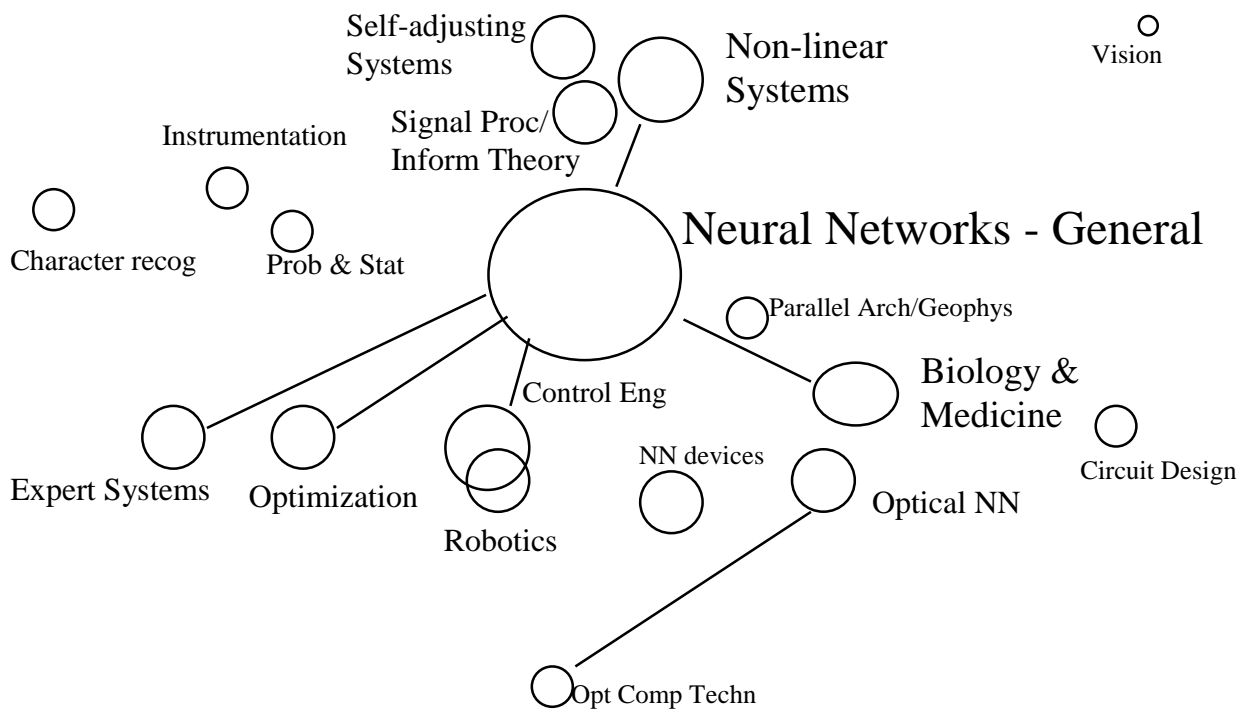 Self-adjusting
Systems
Non-linear
Systems
Vision
Signal Proc/
Inform Theory
Instrumentation
Neural Networks - General
Character recog
Prob & Stat
Parallel Arch/Geophys
Biology &
Medicine
Control Eng
NN devices
Circuit Design
Expert Systems
Optimization
Optical NN
Robotics
Opt Comp Techn